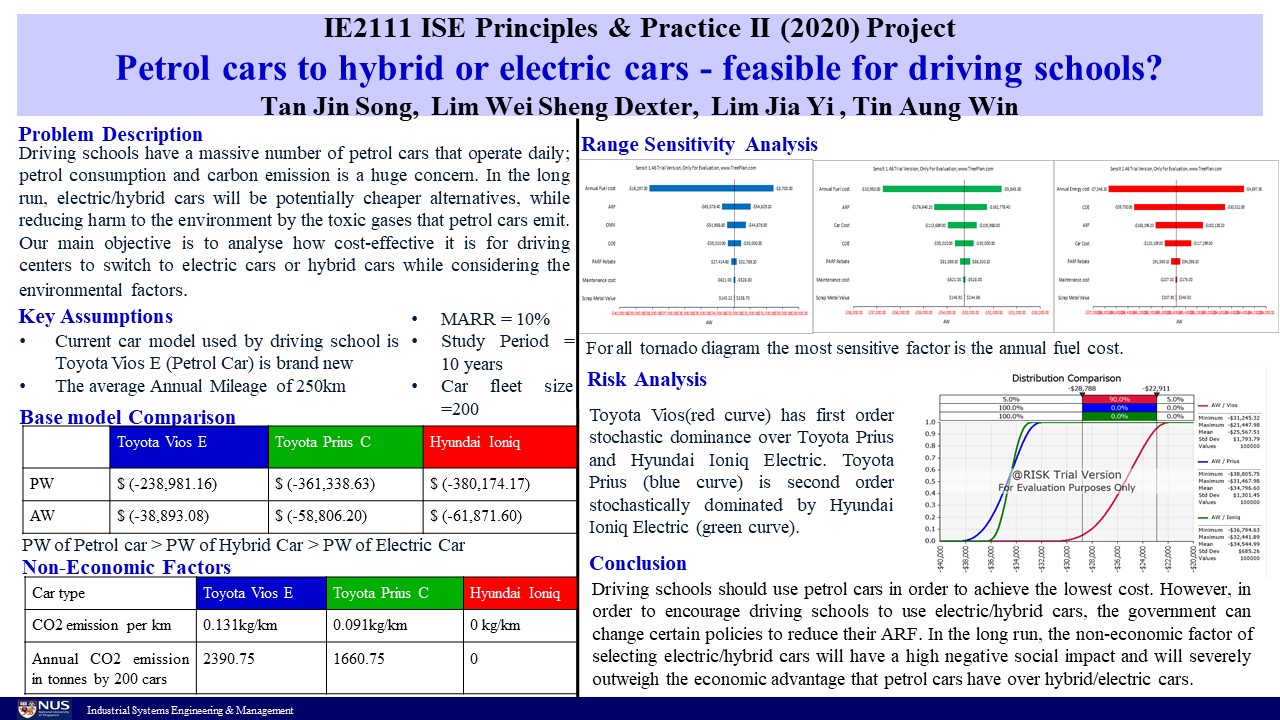 IE2111 ISE Principles & Practice II (2020) Project
Petrol cars to hybrid or electric cars - feasible for driving schools?
Tan Jin Song, Lim Wei Sheng Dexter, Lim Jia Yi , Tin Aung Win
Problem Description
Driving schools have a massive number of petrol cars that operate daily;
petrol consumption and carbon emission is a huge concern. In the long
run, electric/hybrid cars will be potentially cheaper alternatives, while
reducing harm to the environment by the toxic gases that petrol cars emit.
Our main objective is to analyse how cost-effective it is for driving
centers to switch to electric cars or hybrid cars while considering the
environmental factors.
Key Assumptions
• Current car model used by driving school is
Toyota Vios E (Petrol Car) is brand new
• The average Annual Mileage of 250km
• MARR = 10%
• Study Period =
10 years
• Car fleet size
=200
Base model Comparison
Toyota Vios E Toyota Prius C Hyundai Ioniq
PW $ (-238,981.16) $ (-361,338.63) $ (-380,174.17)
AW $ (-38,893.08) $ (-58,806.20) $ (-61,871.60)
PW of Petrol car > PW of Hybrid Car > PW of Electric Car
Non-Economic Factors
Car type Toyota Vios E Toyota Prius C Hyundai Ioniq
CO2 emission per km 0.131kg/km 0.091kg/km 0 kg/km
Annual CO2 emission 2390.75 1660.75 0
in tonnes by 200 cars
Range Sensitivity Analysis
Sensit 1.46 Trial Version, Only For Evaluation, www.TreePlan.com
Annual Fuel cost
ARF
OMV
COE
PARF Rebate
Maintenance cost
Scrap Metal Value
AW
Sensit 1.46 Trial Version, Only For Evaluation, www.TreePlan.com
Annual Fuel cost
ARF
Car Cost
COE
PARF Rebate
Maintenance cost
Scrap Metal Value
AW
Sensit 1.46 Trial Version, Only For Evaluation, www.TreePlan.com
Annual Energy cost
COE
ARF
Car Cost
PARF Rebate
Maintenance cost
Scrap Metal Value
AW
For all tornado diagram the most sensitive factor is the annual fuel cost.
Risk Analysis
Toyota Vios(red curve) has first order
stochastic dominance over Toyota Prius
and Hyundai Ioniq Electric. Toyota
Prius (blue curve) is second order
stochastically dominated by Hyundai
Ioniq Electric (green curve).
Distribution Comparison
-$28,788 -$22,911
5.0% 90.0% 5.0%
100.0% 0.0% 0.0%
100.0% 0.0% 0.0%
1.0
0.9
0.8
0.7
0.6
0.5
0.4
0.3
0.2
0.1
0.0
@RISK Trial Version
For Evaluation Purposes Only
-$40,000 -$38,000 -$36,000 -$34,000 -$32,000 -$30,000 -$28,000 -$26,000 -$24,000 -$22,000 -$20,000
AW / Vios
Minimum -$31,245.32
Maximum -$21,447.98
Mean -$25,567.51
Std Dev $1,793.79
Values 100000
AW / Prius
Minimum -$38,805.75
Maximum -$31,467.98
Mean -$34,796.60
Std Dev $1,301.45
Values 100000
AW / Ioniq
Minimum -$36,794.63
Maximum -$32,441.89
Mean -$34,544.99
Std Dev $685.26
Values 100000
Conclusion
Driving schools should use petrol cars in order to achieve the lowest cost. However, in
order to encourage driving schools to use electric/hybrid cars, the government can
change certain policies to reduce their ARF. In the long run, the non-economic factor of
selecting electric/hybrid cars will have a high negative social impact and will severely
outweigh the economic advantage that petrol cars have over hybrid/electric cars.
NUS
National University
of Singapore
Industrial Systems Engineering & Management